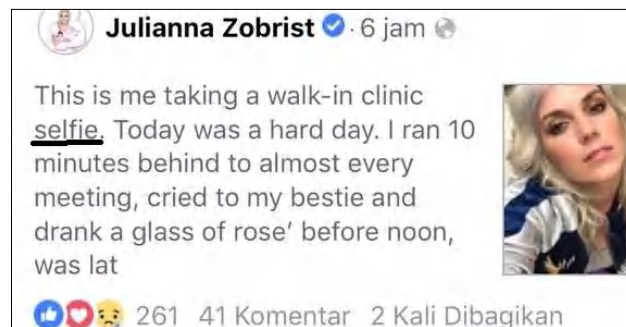 Julianna Zobrist · 6 jam
This is me taking a walk-in clinic
selfie. Today was a hard day. I ran 10
minutes behind to almost every
meeting, cried to my bestie and
drank a glass of rose’ before noon,
was lat
261 41 Komentar 2 Kali Dibagikan